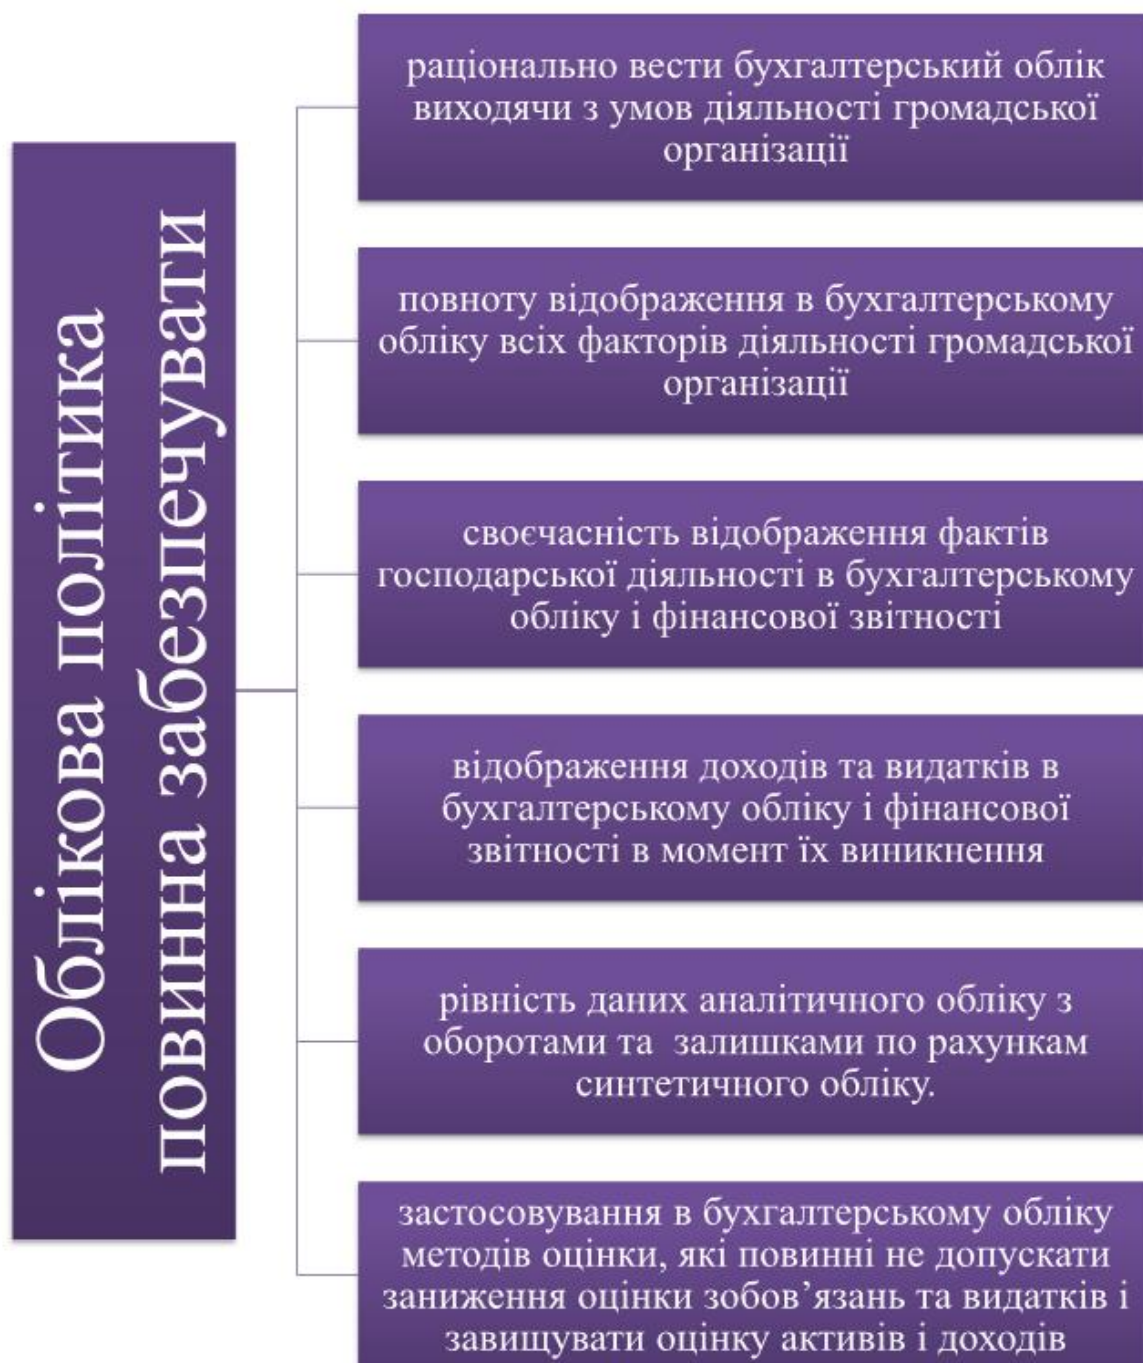 Облікова політика
повинна забезпечувати
раціонально вести бухгалтерський облік
виходячи з умов діяльності громадської
організації
повноту відображення в бухгалтерському
обліку всіх факторів діяльності громадської
організації
своєчасність відображення фактів
господарської діяльності в бухгалтерському
обліку і фінансової звітності
відображення доходів та видатків в
бухгалтерському обліку і фінансової
звітності в момент їх виникнення
рівність даних аналітичного обліку з
оборотами та залишками по рахункам
синтетичного обліку.
застосовування в бухгалтерському обліку
методів оцінки, які повинні не допускати
заниження оцінки зобов’язань та видатків і
завищувати оцінку активів і доходів